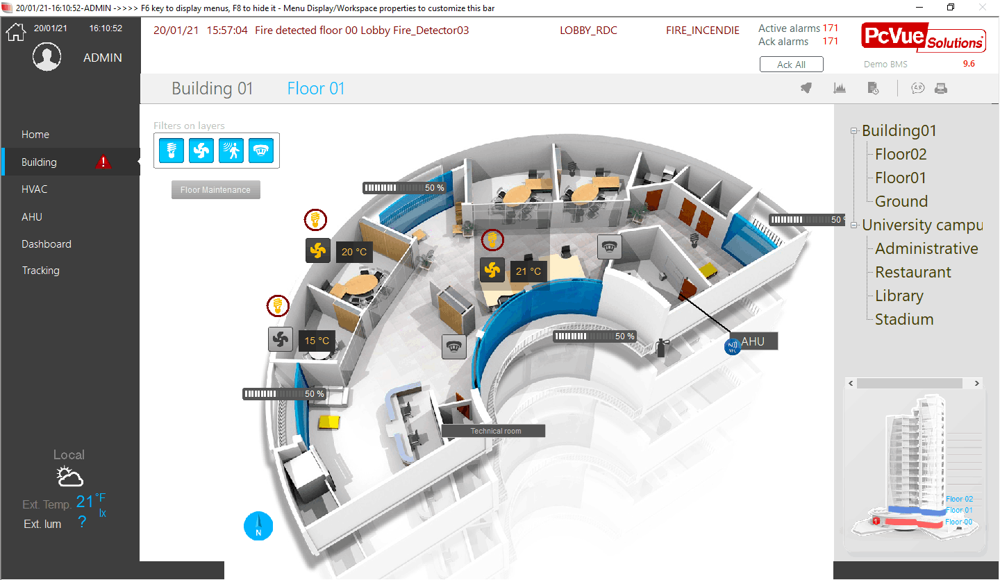 20/01/21-16:10:52-ADMIN ->>>> F6 key to display menus, F8 to hide it - Menu Display/Workspace properties to customize this bar
20/01/21 16:10:52
ADMIN
20/01/21 15:57:04 Fire detected floor 00 Lobby Fire_Detector03 LOBBY_RDC FIRE_INCENDIE
Active alarms 171
Ack alarms 171
Ack All
PcVue Solutions
Demo BMS 9.6
Building 01 Floor 01
Home
Building
HVAC
AHU
Dashboard
Tracking
Local
Ext. Temp. 21 °F
Ext. lum ? lx
Filters on layers
Floor Maintenance
50 %
50 %
20 °C
21 °C
15 °C
50 %
50 %
AHU
N))
NFC
Technical room
N
Building01
Floor02
Floor01
Ground
University campu
Administrative
Restaurant
Library
Stadium
Floor 02
Floor 01
Floor 00